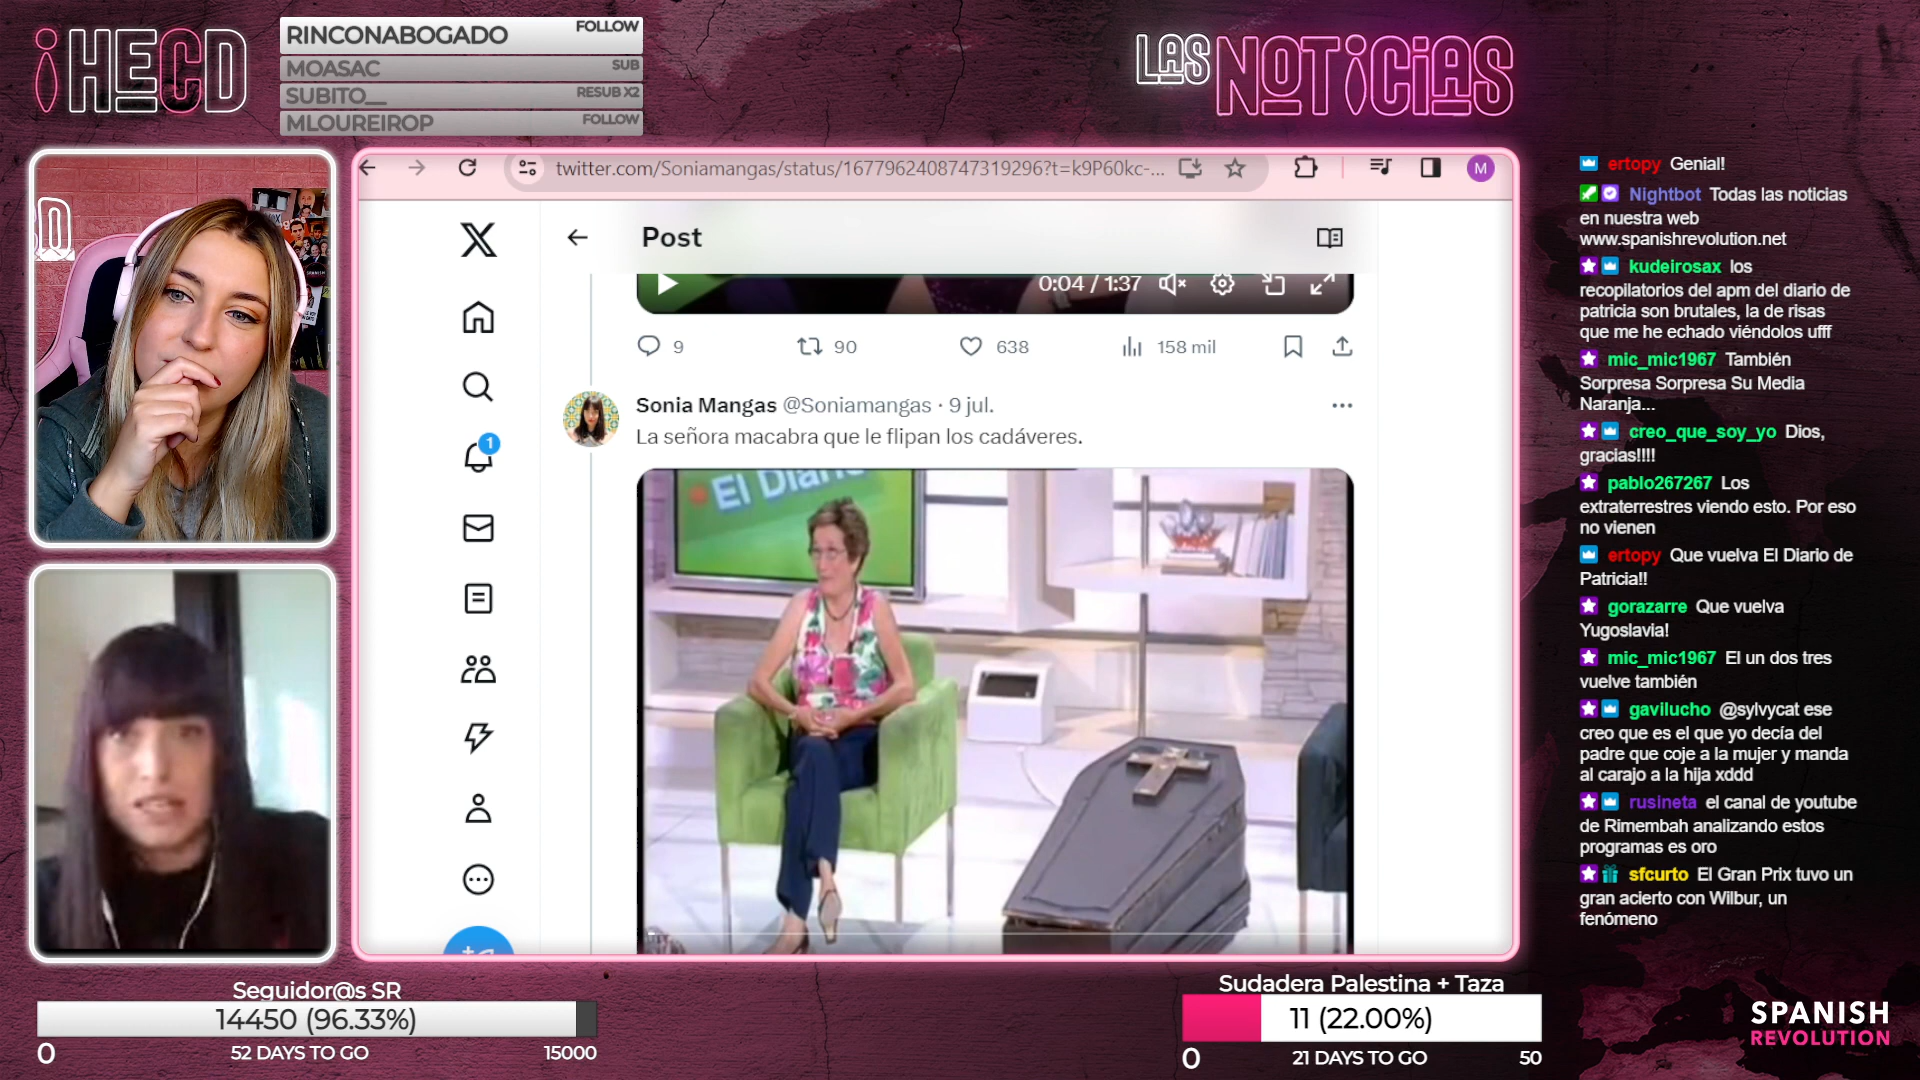 ¡HECD
RINCONABOGADO FOLLOW
MOASAC SUB
SUBITO__ RESUB X2
MLOUREIROP FOLLOW
LAS NOTICIAS
twitter.com/Soniamangas/status/1677962408747319296?t=k9P60kc-...
M
Post
0:04 / 1:37
9 90 638 158 mil
1
Sonia Mangas @Soniamangas · 9 jul.
La señora macabra que le flipan los cadáveres.
El Diario
ertopy Genial!
Nightbot Todas las noticias
en nuestra web
www.spanishrevolution.net
kudeirosax los
recopilatorios del apm del diario de
patricia son brutales, la de risas
que me he echado viéndolos ufff
mic_mic1967 También
Sorpresa Sorpresa Su Media
Naranja...
creo_que_soy_yo Dios,
gracias!!!!
pablo267267 Los
extraterrestres viendo esto. Por eso
no vienen
ertopy Que vuelva El Diario de
Patricia!!
gorazarre Que vuelva
Yugoslavia!
mic_mic1967 El un dos tres
vuelve también
gavilucho @sylvycat ese
creo que es el que yo decía del
padre que coje a la mujer y manda
al carajo a la hija xddd
rusineta el canal de youtube
de Rimembah analizando estos
programas es oro
sfcurto El Gran Prix tuvo un
gran acierto con Wilbur, un
fenómeno
Seguidor@s SR
14450 (96.33%)
0 52 DAYS TO GO 15000
Sudadera Palestina + Taza
11 (22.00%)
0 21 DAYS TO GO 50
SPANISH
REVOLUTION